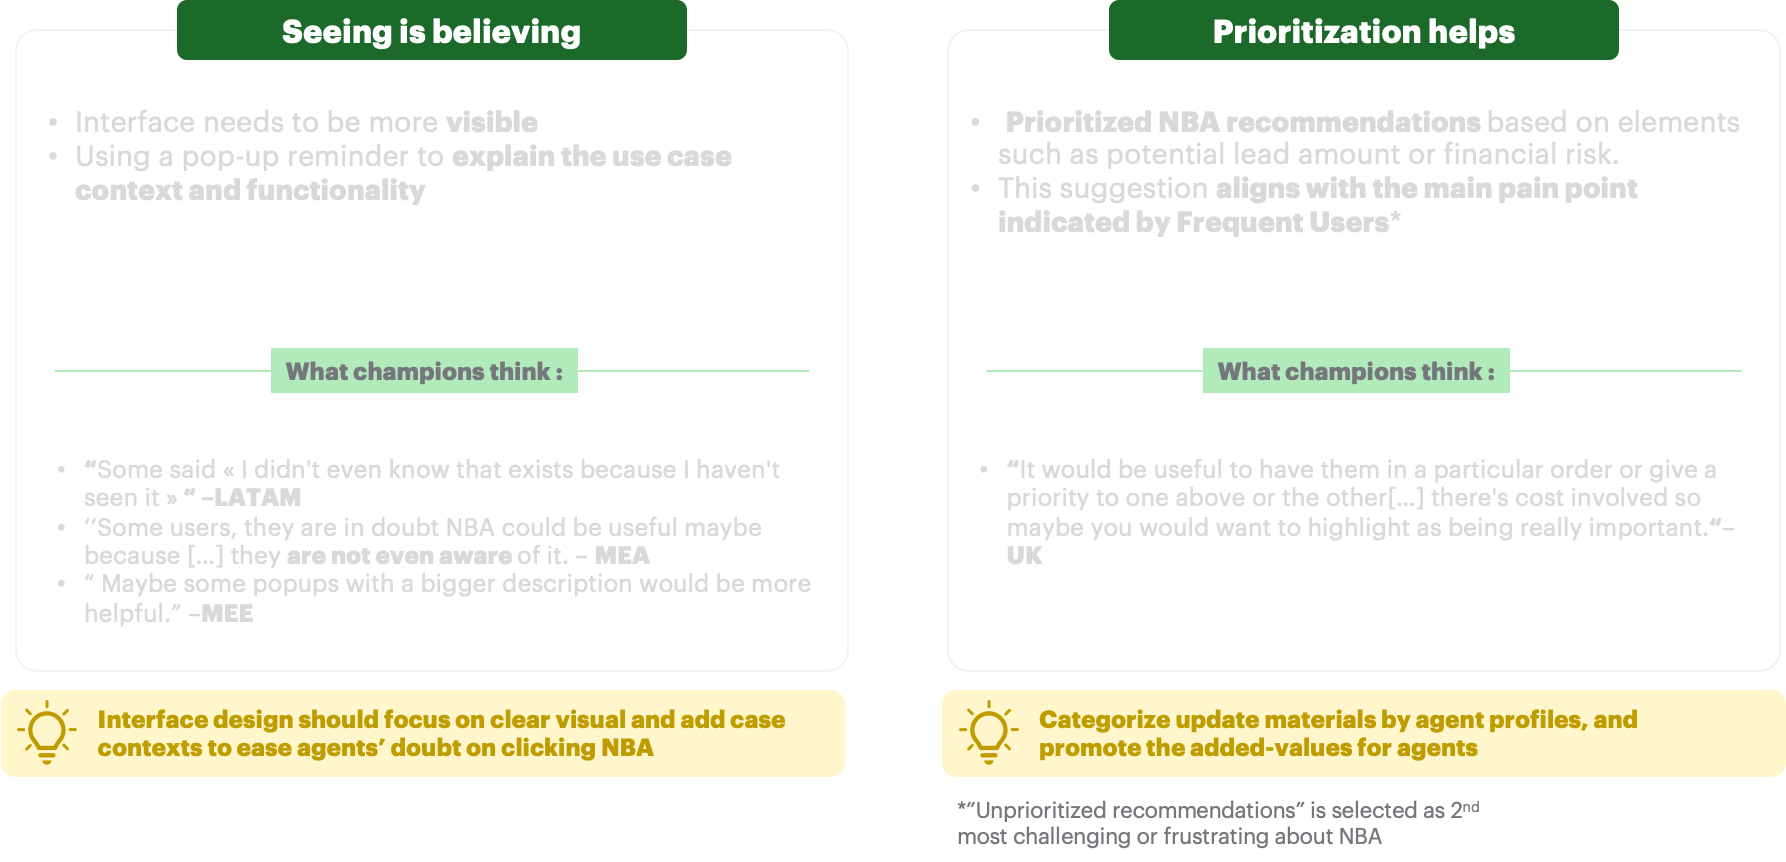 Seeing is believing
• Interface needs to be more visible
• Using a pop-up reminder to explain the use case
context and functionality
What champions think :
• “Some said « I didn't even know that exists because I haven't
seen it » “ –LATAM
• ‘’Some users, they are in doubt NBA could be useful maybe
because [...] they are not even aware of it. – MEA
• “ Maybe some popups with a bigger description would be more
helpful.” –MEE
Interface design should focus on clear visual and add case
contexts to ease agents’ doubt on clicking NBA
Prioritization helps
• Prioritized NBA recommendations based on elements
such as potential lead amount or financial risk.
• This suggestion aligns with the main pain point
indicated by Frequent Users*
What champions think :
• “It would be useful to have them in a particular order or give a
priority to one above or the other[...] there's cost involved so
maybe you would want to highlight as being really important.“–
UK
Categorize update materials by agent profiles, and
promote the added-values for agents
*”Unprioritized recommendations” is selected as 2nd
most challenging or frustrating about NBA